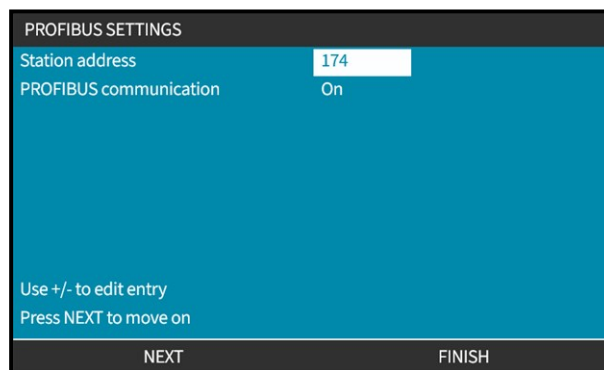 PROFIBUS SETTINGS
Station address 174
PROFIBUS communication On
Use +/- to edit entry
Press NEXT to move on
NEXT FINISH